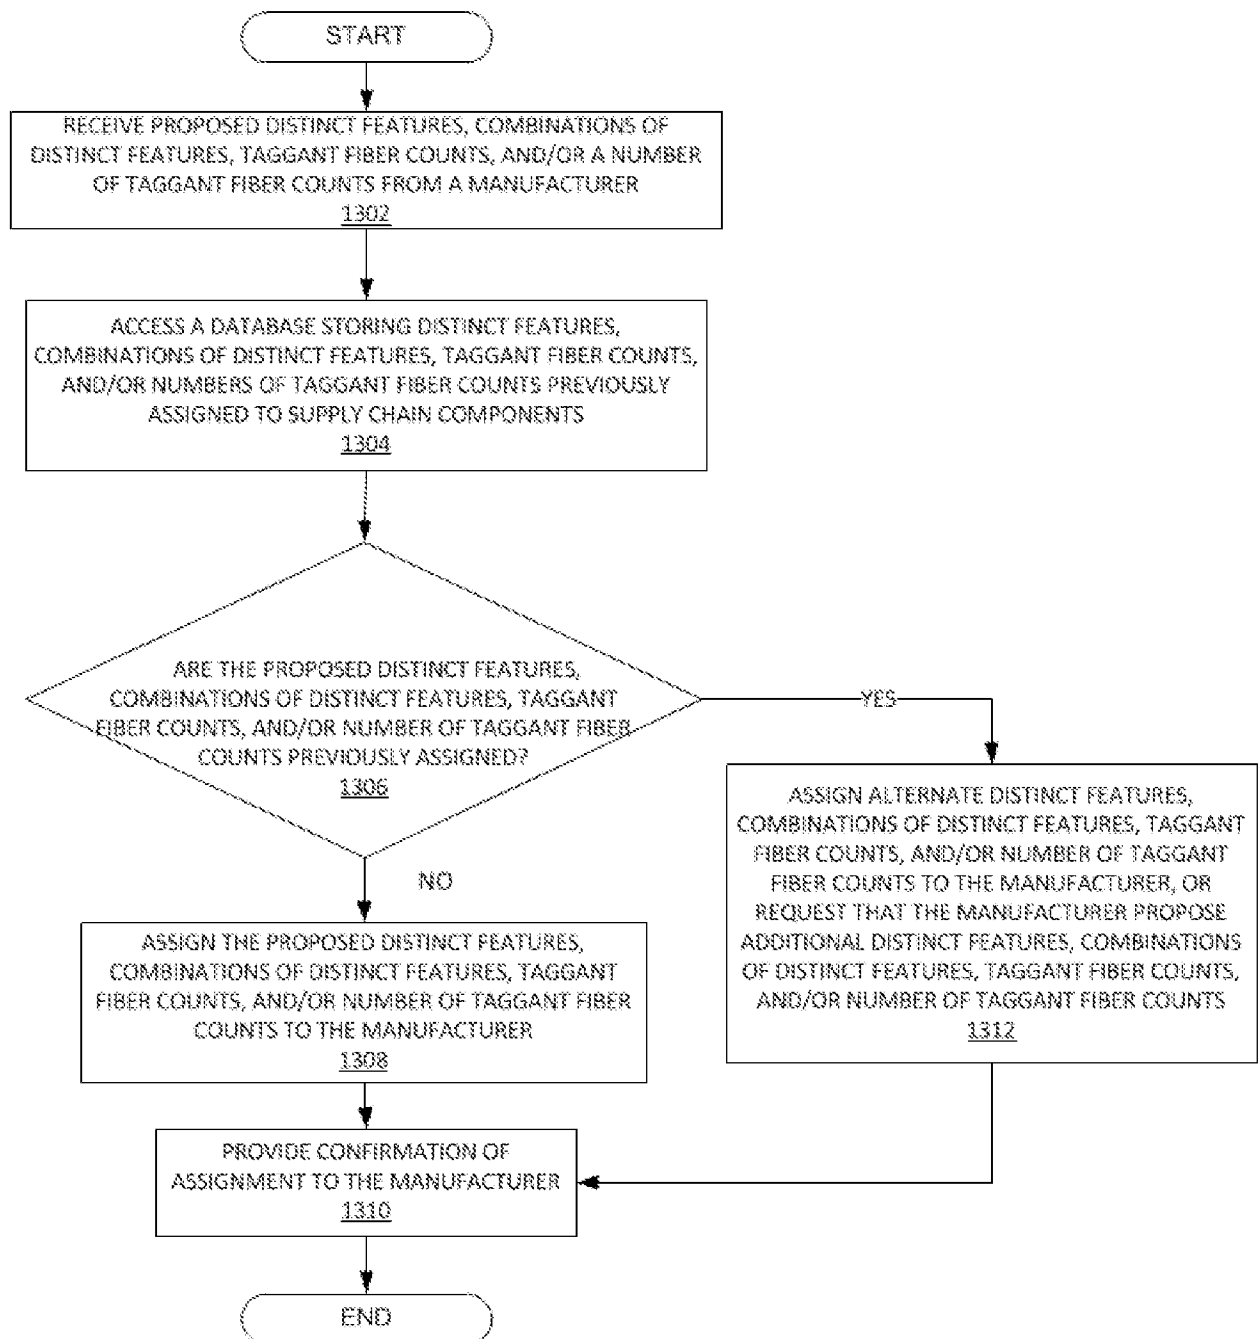 START
RECEIVE PROPOSED DISTINCT FEATURES, COMBINATIONS OF
DISTINCT FEATURES, TAGGANT FIBER COUNTS, AND/OR A NUMBER
OF TAGGANT FIBER COUNTS FROM A MANUFACTURER
1302
ACCESS A DATABASE STORING DISTINCT FEATURES,
COMBINATIONS OF DISTINCT FEATURES, TAGGANT FIBER COUNTS,
AND/OR NUMBERS OF TAGGANT FIBER COUNTS PREVIOUSLY
ASSIGNED TO SUPPLY CHAIN COMPONENTS
1304
ARE THE PROPOSED DISTINCT FEATURES,
COMBINATIONS OF DISTINCT FEATURES, TAGGANT
FIBER COUNTS, AND/OR NUMBER OF TAGGANT FIBER
COUNTS PREVIOUSLY ASSIGNED?
1306
YES
NO
ASSIGN ALTERNATE DISTINCT FEATURES,
COMBINATIONS OF DISTINCT FEATURES, TAGGANT
FIBER COUNTS, AND/OR NUMBER OF TAGGANT
FIBER COUNTS TO THE MANUFACTURER, OR
REQUEST THAT THE MANUFACTURER PROPOSE
ADDITIONAL DISTINCT FEATURES, COMBINATIONS
OF DISTINCT FEATURES, TAGGANT FIBER COUNTS,
AND/OR NUMBER OF TAGGANT FIBER COUNTS
1312
ASSIGN THE PROPOSED DISTINCT FEATURES,
COMBINATIONS OF DISTINCT FEATURES, TAGGANT
FIBER COUNTS, AND/OR NUMBER OF TAGGANT FIBER
COUNTS TO THE MANUFACTURER
1308
PROVIDE CONFIRMATION OF
ASSIGNMENT TO THE MANUFACTURER
1310
END